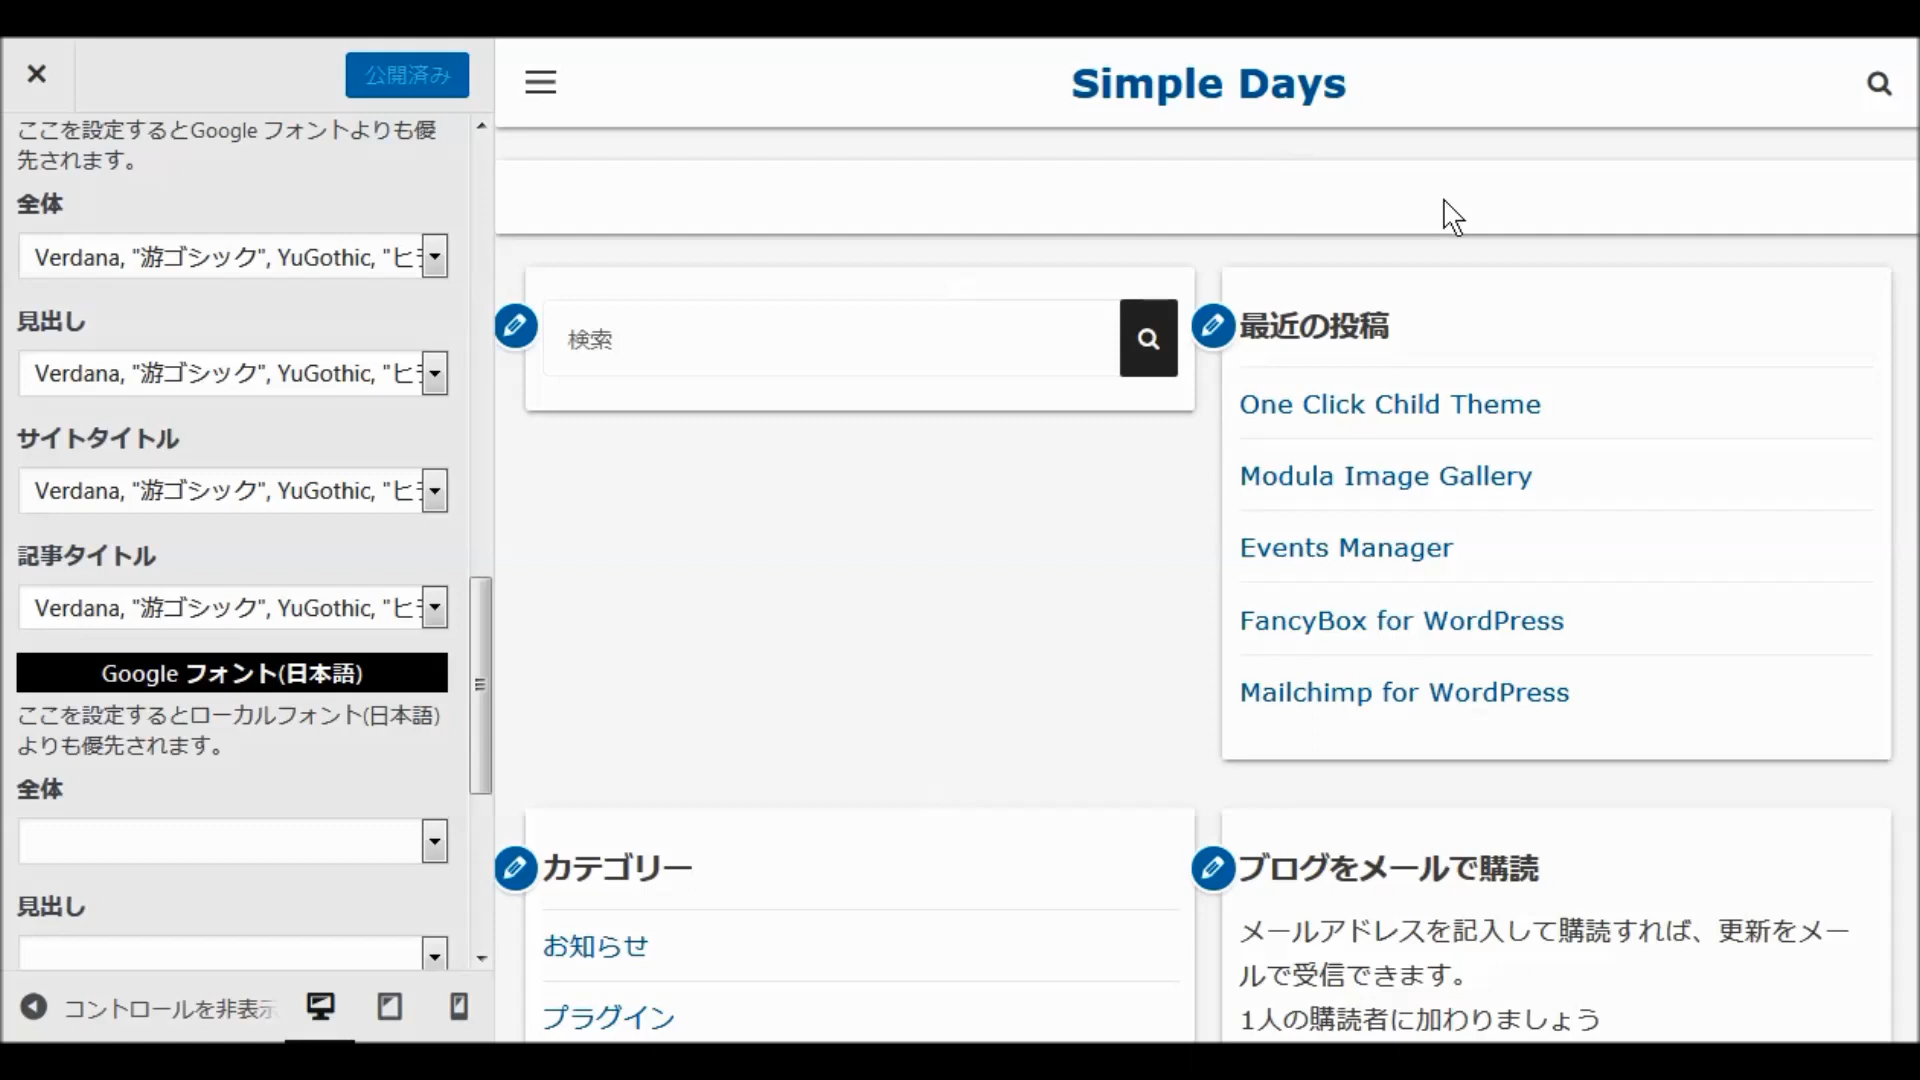 公開済み
ここを設定するとGoogle フォントよりも優
先されます。
全体
Verdana, "游ゴシック", YuGothic, "ヒ
見出し
Verdana, "游ゴシック", YuGothic, "ヒ
サイトタイトル
Verdana, "游ゴシック", YuGothic, "ヒ
記事タイトル
Verdana, "游ゴシック", YuGothic, "ヒ
Google フォント(日本語)
ここを設定するとローカルフォント(日本語)
よりも優先されます。
全体
見出し
コントロールを非表示
Simple Days
検索
最近の投稿
One Click Child Theme
Modula Image Gallery
Events Manager
FancyBox for WordPress
Mailchimp for WordPress
カテゴリー
お知らせ
プラグイン
ブログをメールで購読
メールアドレスを記入して購読すれば、更新をメー
ルで受信できます。
1人の購読者に加わりましょう